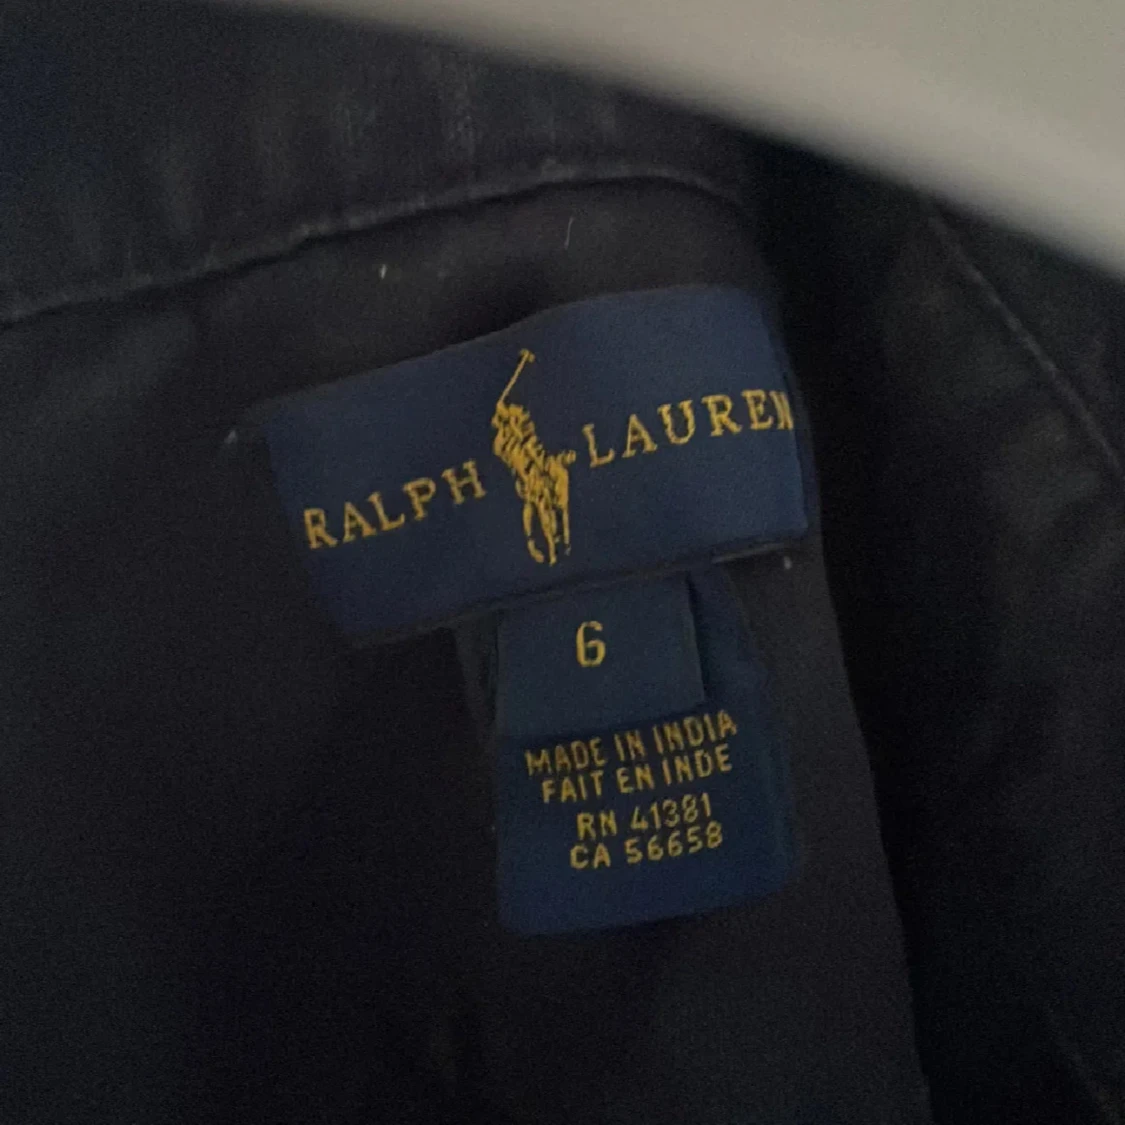 RALPH LAUREN
6
MADE IN INDIA
FAIT EN INDE
RN 41381
CA 56658